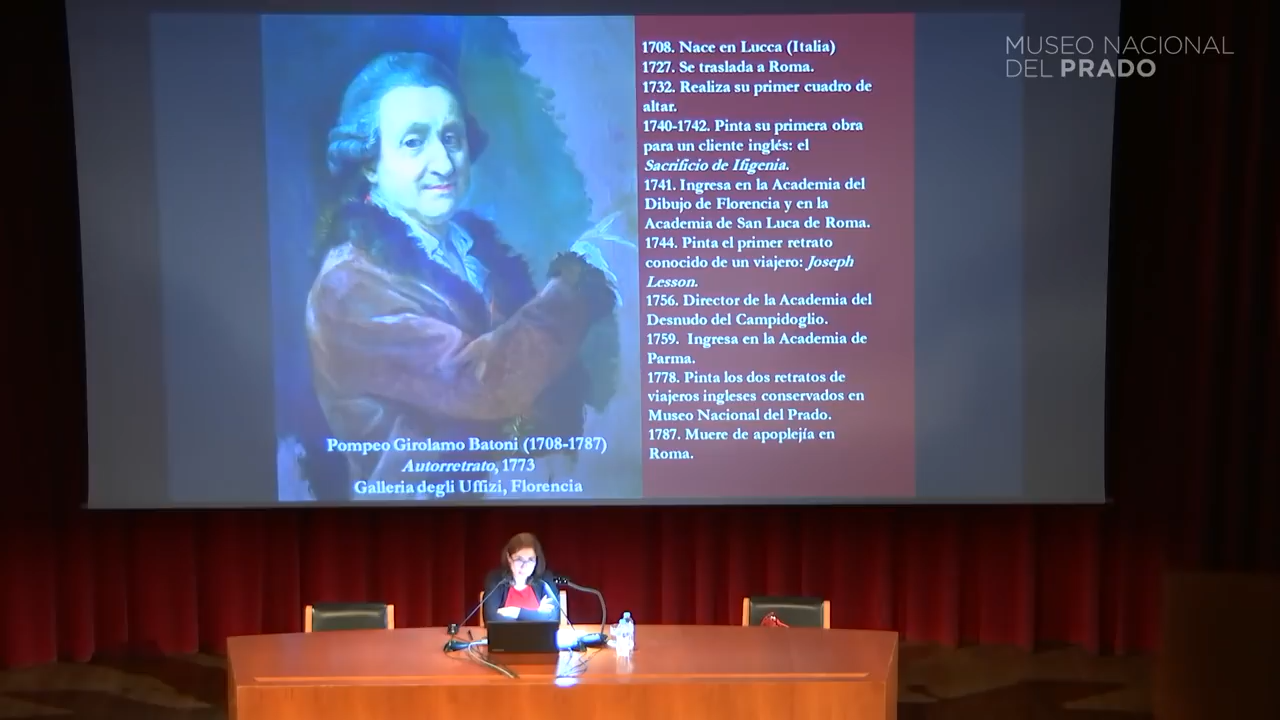 MUSEO NACIONAL
DEL PRADO
1708. Nace en Lucca (Italia)
1727. Se traslada a Roma.
1732. Realiza su primer cuadro de
altar.
1740-1742. Pinta su primera obra
para un cliente inglés: el
Sacrificio de Ifigenia.
1741. Ingresa en la Academia del
Dibujo de Florencia y en la
Academia de San Luca de Roma.
1744. Pinta el primer retrato
conocido de un viajero: Joseph
Lesson.
1756. Director de la Academia del
Desnudo del Campidoglio.
1759. Ingresa en la Academia de
Parma.
1778. Pinta los dos retratos de
viajeros ingleses conservados en
Museo Nacional del Prado.
1787. Muere de apoplejía en
Roma.
Pompeo Girolamo Batoni (1708-1787)
Autorretrato, 1773
Galleria degli Uffizi, Florencia